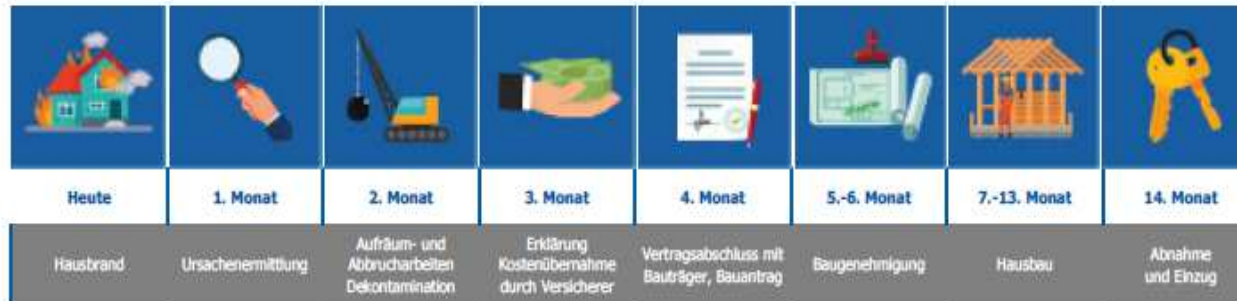 Heute
1. Monat
2. Monat
3. Monat
4. Monat
5.-6. Monat
7.-13. Monat
14. Monat
Hausbrand
Ursachenermittlung
Aufräum- und
Abbrucharbeiten
Dekontamination
Erklärung
Kostenübernahme
durch Versicherer
Vertragsabschluss mit
Bauträger, Bauantrag
Baugenehmigung
Hausbau
Abnahme
und Einzug